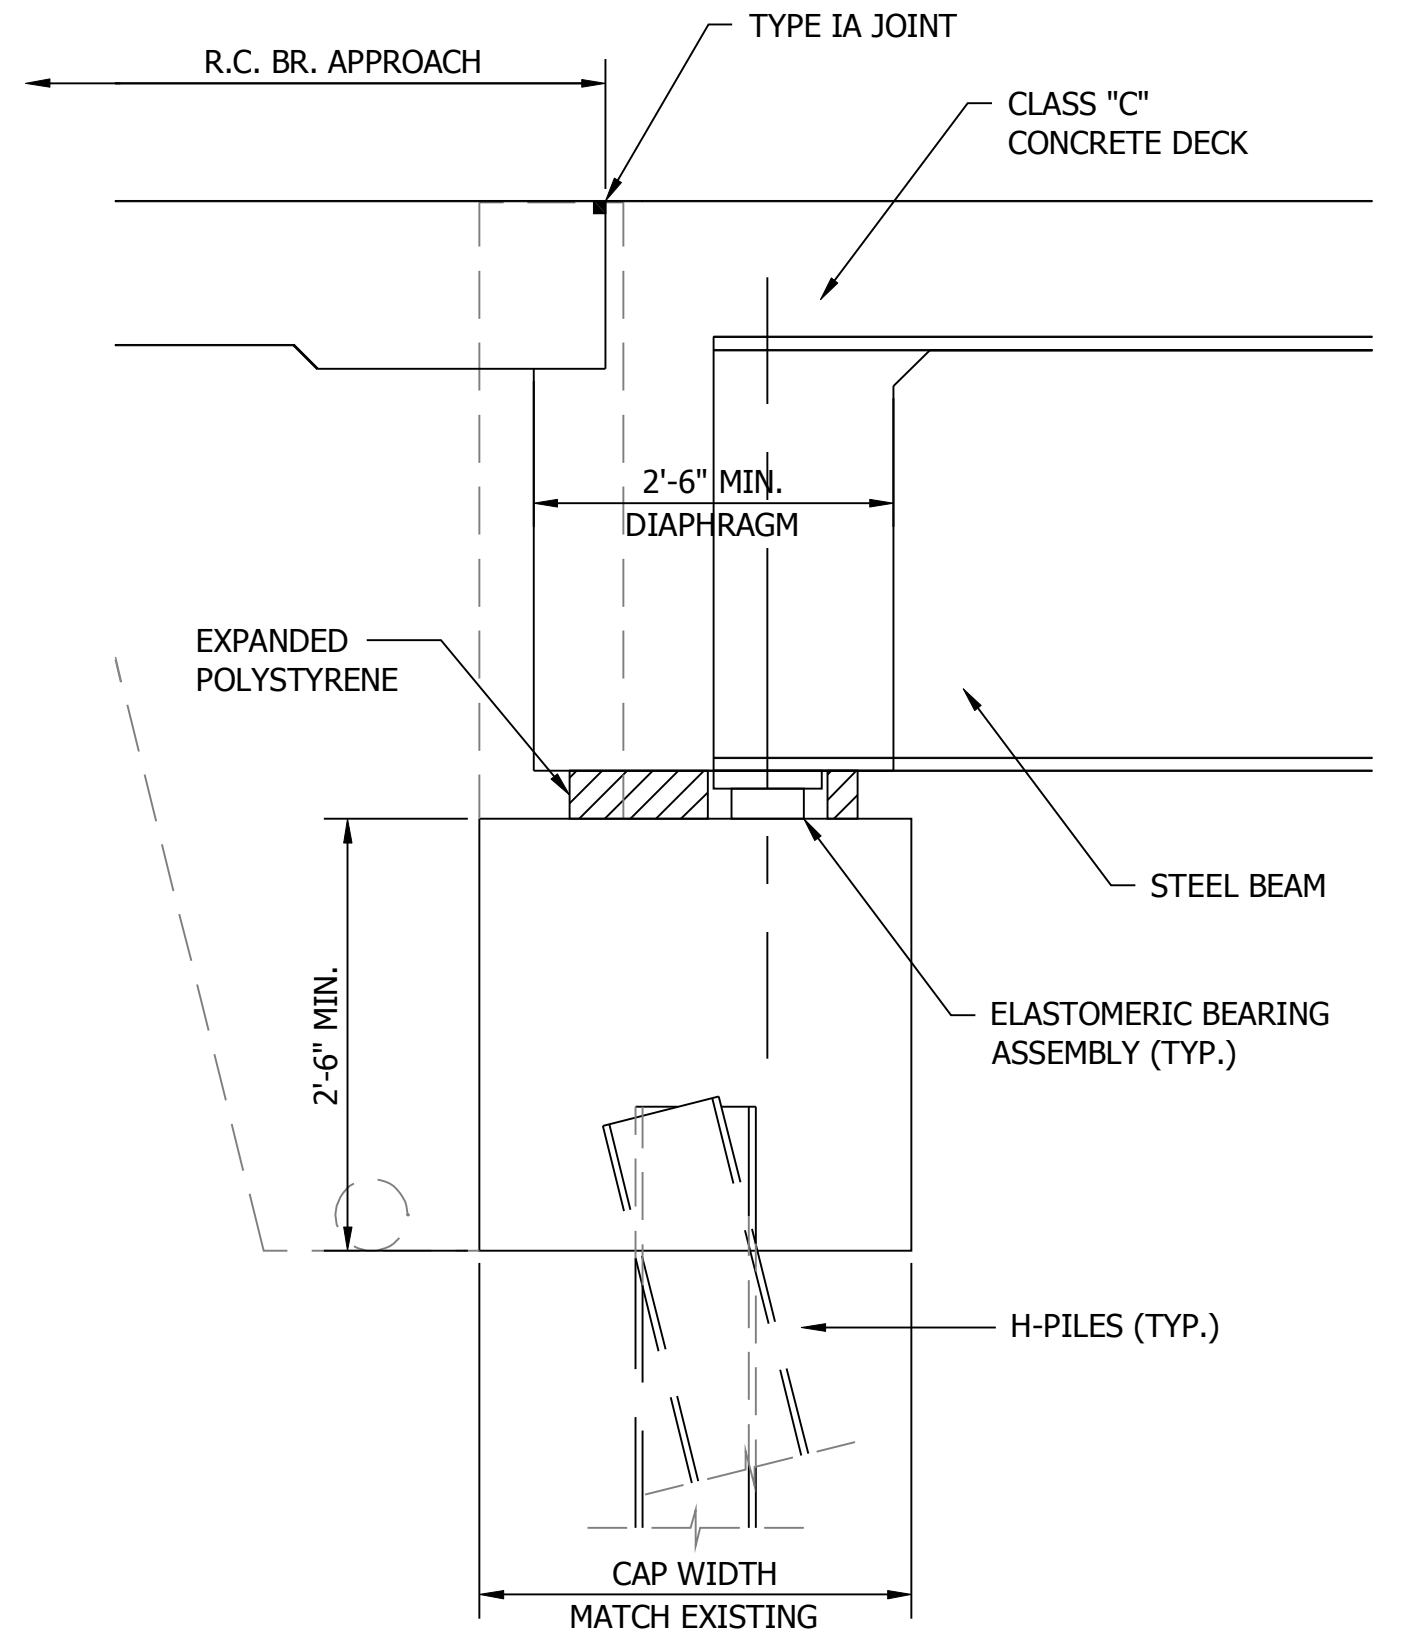 TYPE IA JOINT
R.C. BR. APPROACH
CLASS "C"
CONCRETE DECK
2'-6" MIN.
DIAPHRAGM
EXPANDED
POLYSTYRENE
STEEL BEAM
2'-6" MIN.
ELASTOMERIC BEARING
ASSEMBLY (TYP.)
H-PILES (TYP.)
CAP WIDTH
MATCH EXISTING